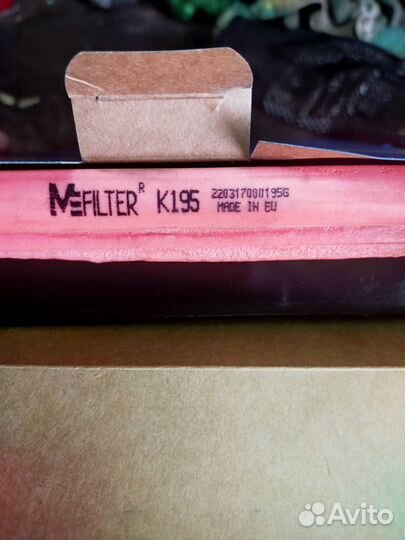 MFILTER R K195 220317000195G
MADE IN EU
Avito